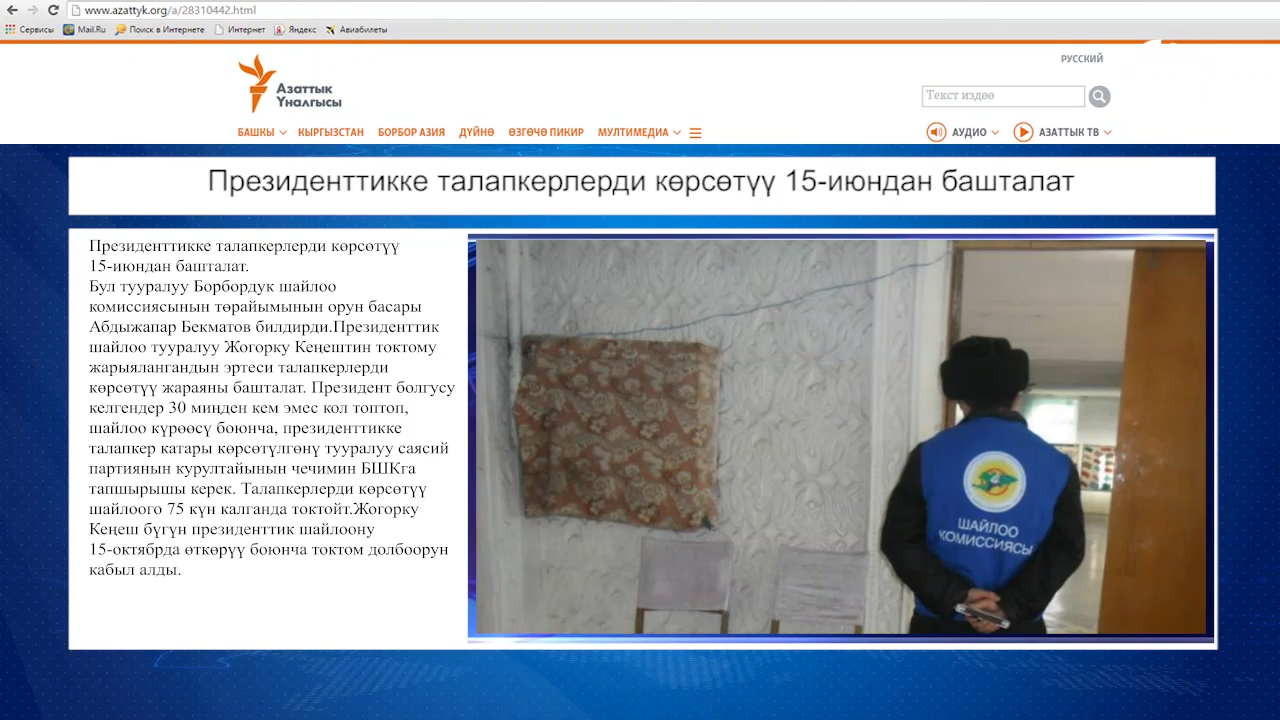 www.azattyk.org/a/28310442.html
Сервисы Mail.Ru Поиск в Интернете Интернет Яндекс Авиабилеты
РУССКИЙ
Азаттык
Үналгысы
Текст издөө
БАШКЫ КЫРГЫЗСТАН БОРБОР АЗИЯ ДҮЙНӨ ӨЗГӨЧӨ ПИКИР МУЛТИМЕДИА АУДИО АЗАТТЫК ТВ
Президенттикке талапкерлерди көрсөтүү 15-июндан башталат
Президенттикке талапкерлерди көрсөтүү
15-июндан башталат.
Бул тууралуу Борбордук шайлоо
комиссиясынын төрайымынын орун басары
Абдыжапар Бекматов билдирди.Президенттик
шайлоо тууралуу Жогорку Кеңештин токтому
жарыялангандын эртеси талапкерлерди
көрсөтүү жараяны башталат. Президент болгусу
келгендер 30 миңден кем эмес кол топтоп,
шайлоо күрөөсү боюнча, президенттикке
талапкер катары көрсөтүлгөнү тууралуу саясий
партиянын курултайынын чечимин БШКга
тапшырышы керек. Талапкерлерди көрсөтүү
шайлоого 75 күн калганда токтойт.Жогорку
Кеңеш бүгүн президенттик шайлоону
15-октябрда өткөрүү боюнча токтом долбоорун
кабыл алды.
ШАЙЛОО
КОМИССИЯСЫ